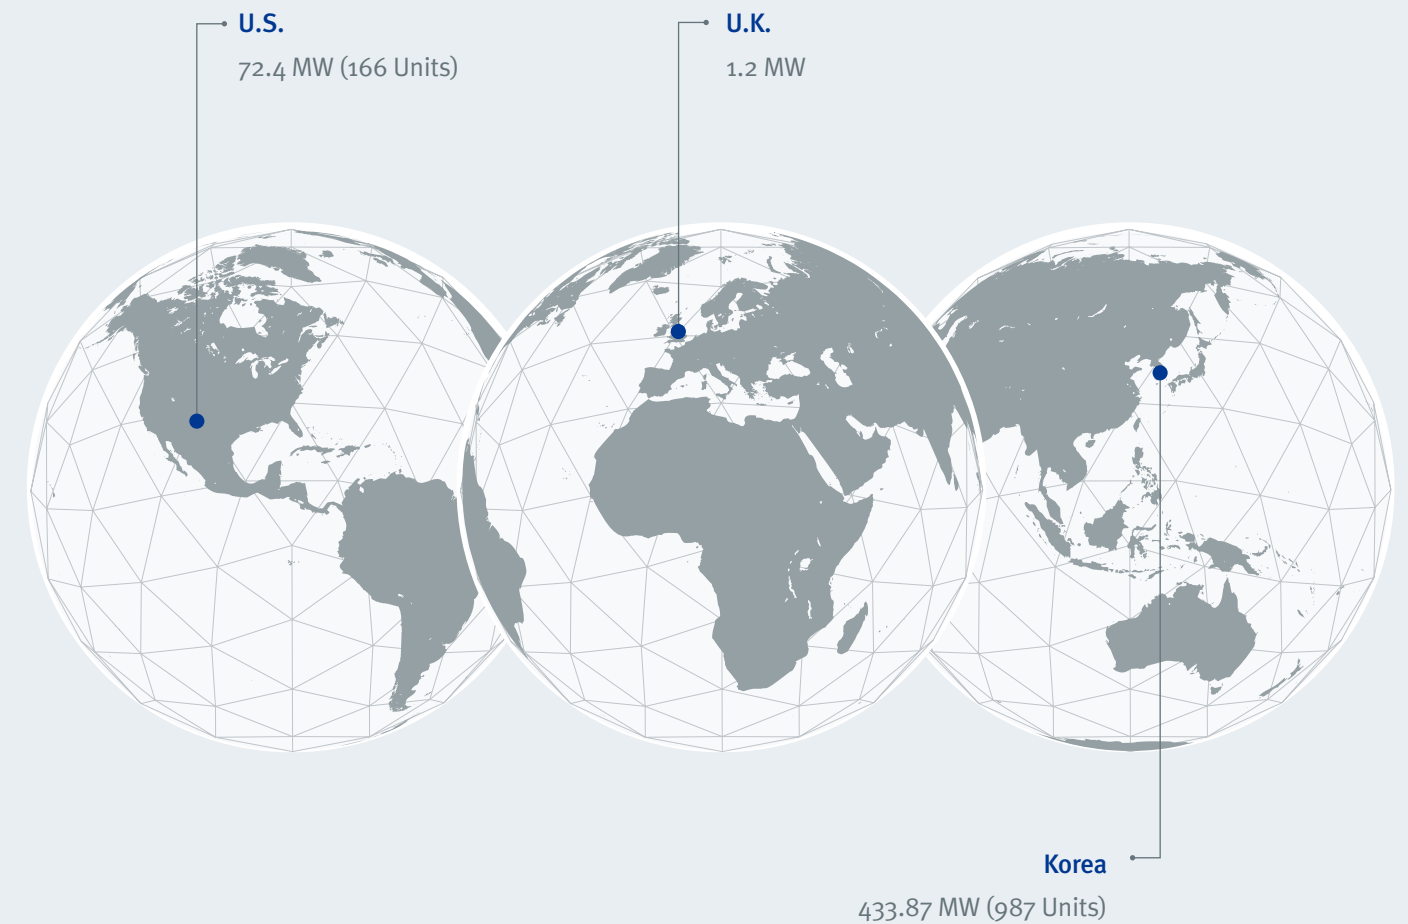 U.S.
72.4 MW (166 Units)
U.K.
1.2 MW
Korea
433.87 MW (987 Units)